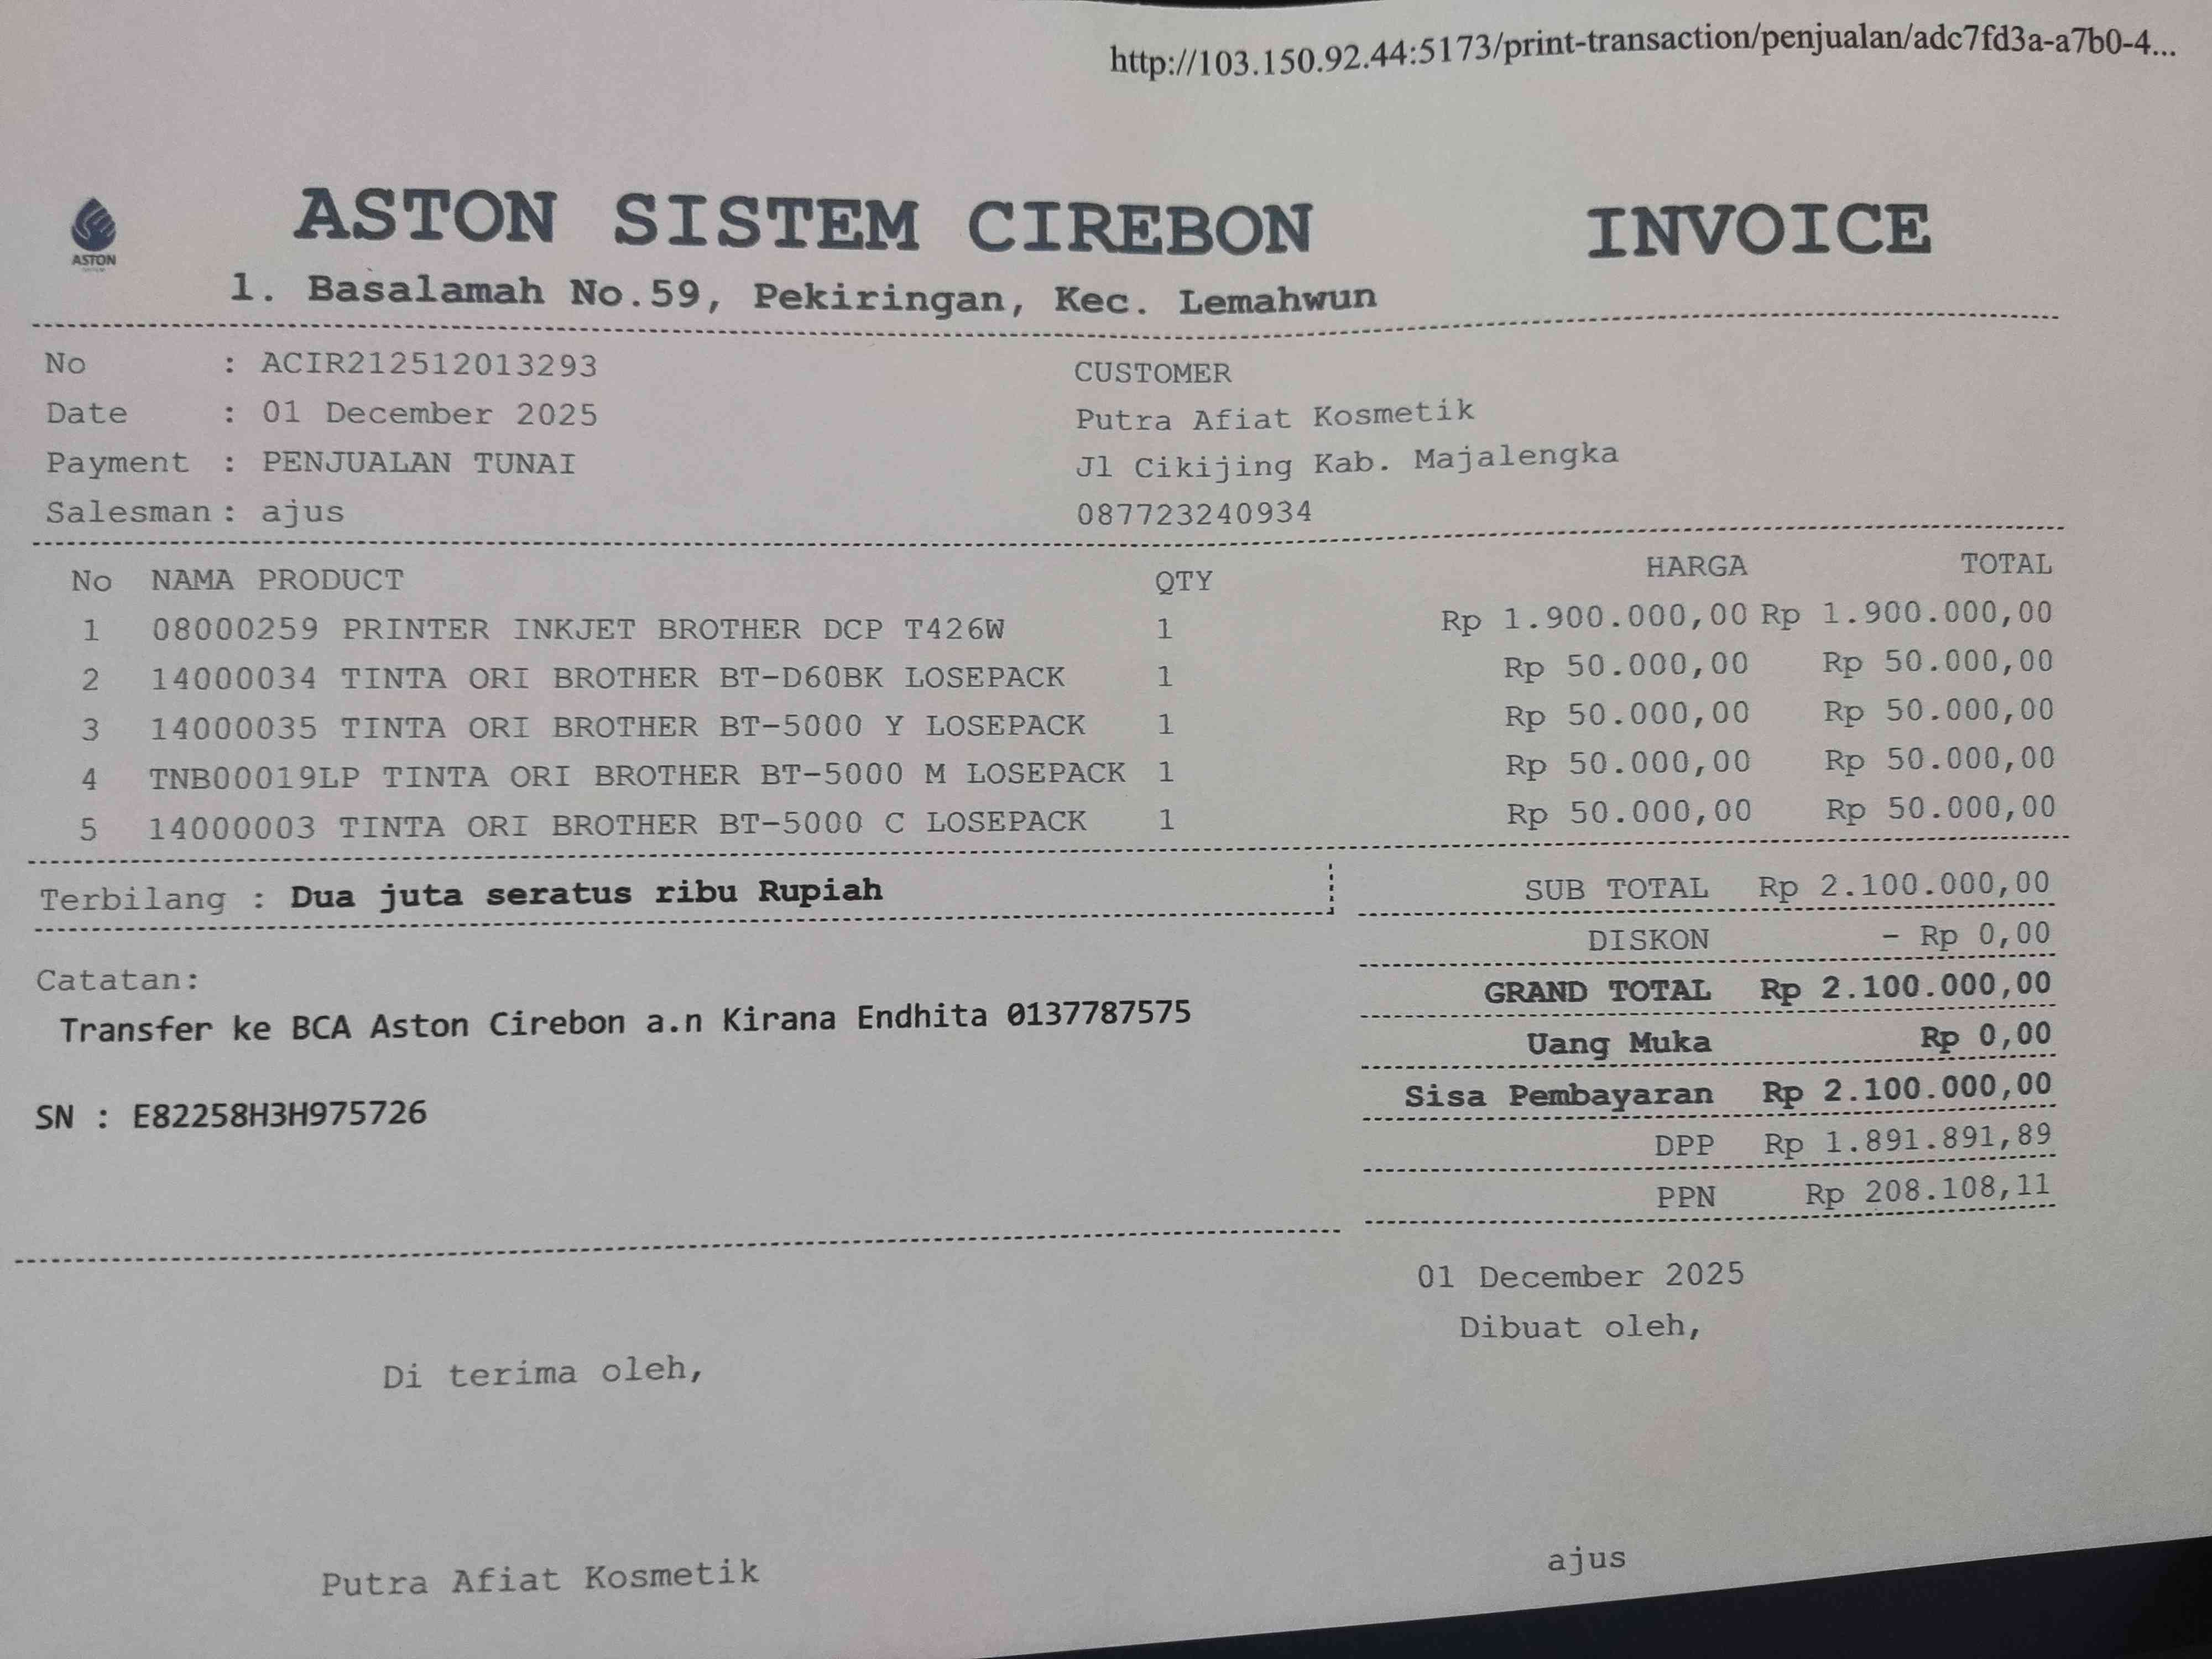 http://103.150.92.44:5173/print-transaction/penjualan/adc7fd3a-a7b0-4...
ASTON
ASTON SISTEM CIREBON INVOICE
1. Basalamah No.59, Pekiringan, Kec. Lemahwun
No : ACIR212512013293
Date : 01 December 2025
Payment : PENJUALAN TUNAI
Salesman : ajus
CUSTOMER
Putra Afiat Kosmetik
Jl Cikijing Kab. Majalengka
087723240934
No NAMA PRODUCT QTY HARGA TOTAL
1 08000259 PRINTER INKJET BROTHER DCP T426W 1 Rp 1.900.000,00 Rp 1.900.000,00
2 14000034 TINTA ORI BROTHER BT-D60BK LOSEPACK 1 Rp 50.000,00 Rp 50.000,00
3 14000035 TINTA ORI BROTHER BT-5000 Y LOSEPACK 1 Rp 50.000,00 Rp 50.000,00
4 TNB00019LP TINTA ORI BROTHER BT-5000 M LOSEPACK 1 Rp 50.000,00 Rp 50.000,00
5 14000003 TINTA ORI BROTHER BT-5000 C LOSEPACK 1 Rp 50.000,00 Rp 50.000,00
Terbilang : Dua juta seratus ribu Rupiah
Catatan:
Transfer ke BCA Aston Cirebon a.n Kirana Endhita 0137787575
SN : E82258H3H975726
SUB TOTAL Rp 2.100.000,00
DISKON - Rp 0,00
GRAND TOTAL Rp 2.100.000,00
Uang Muka Rp 0,00
Sisa Pembayaran Rp 2.100.000,00
DPP Rp 1.891.891,89
PPN Rp 208.108,11
01 December 2025
Dibuat oleh,
Di terima oleh,
Putra Afiat Kosmetik
ajus